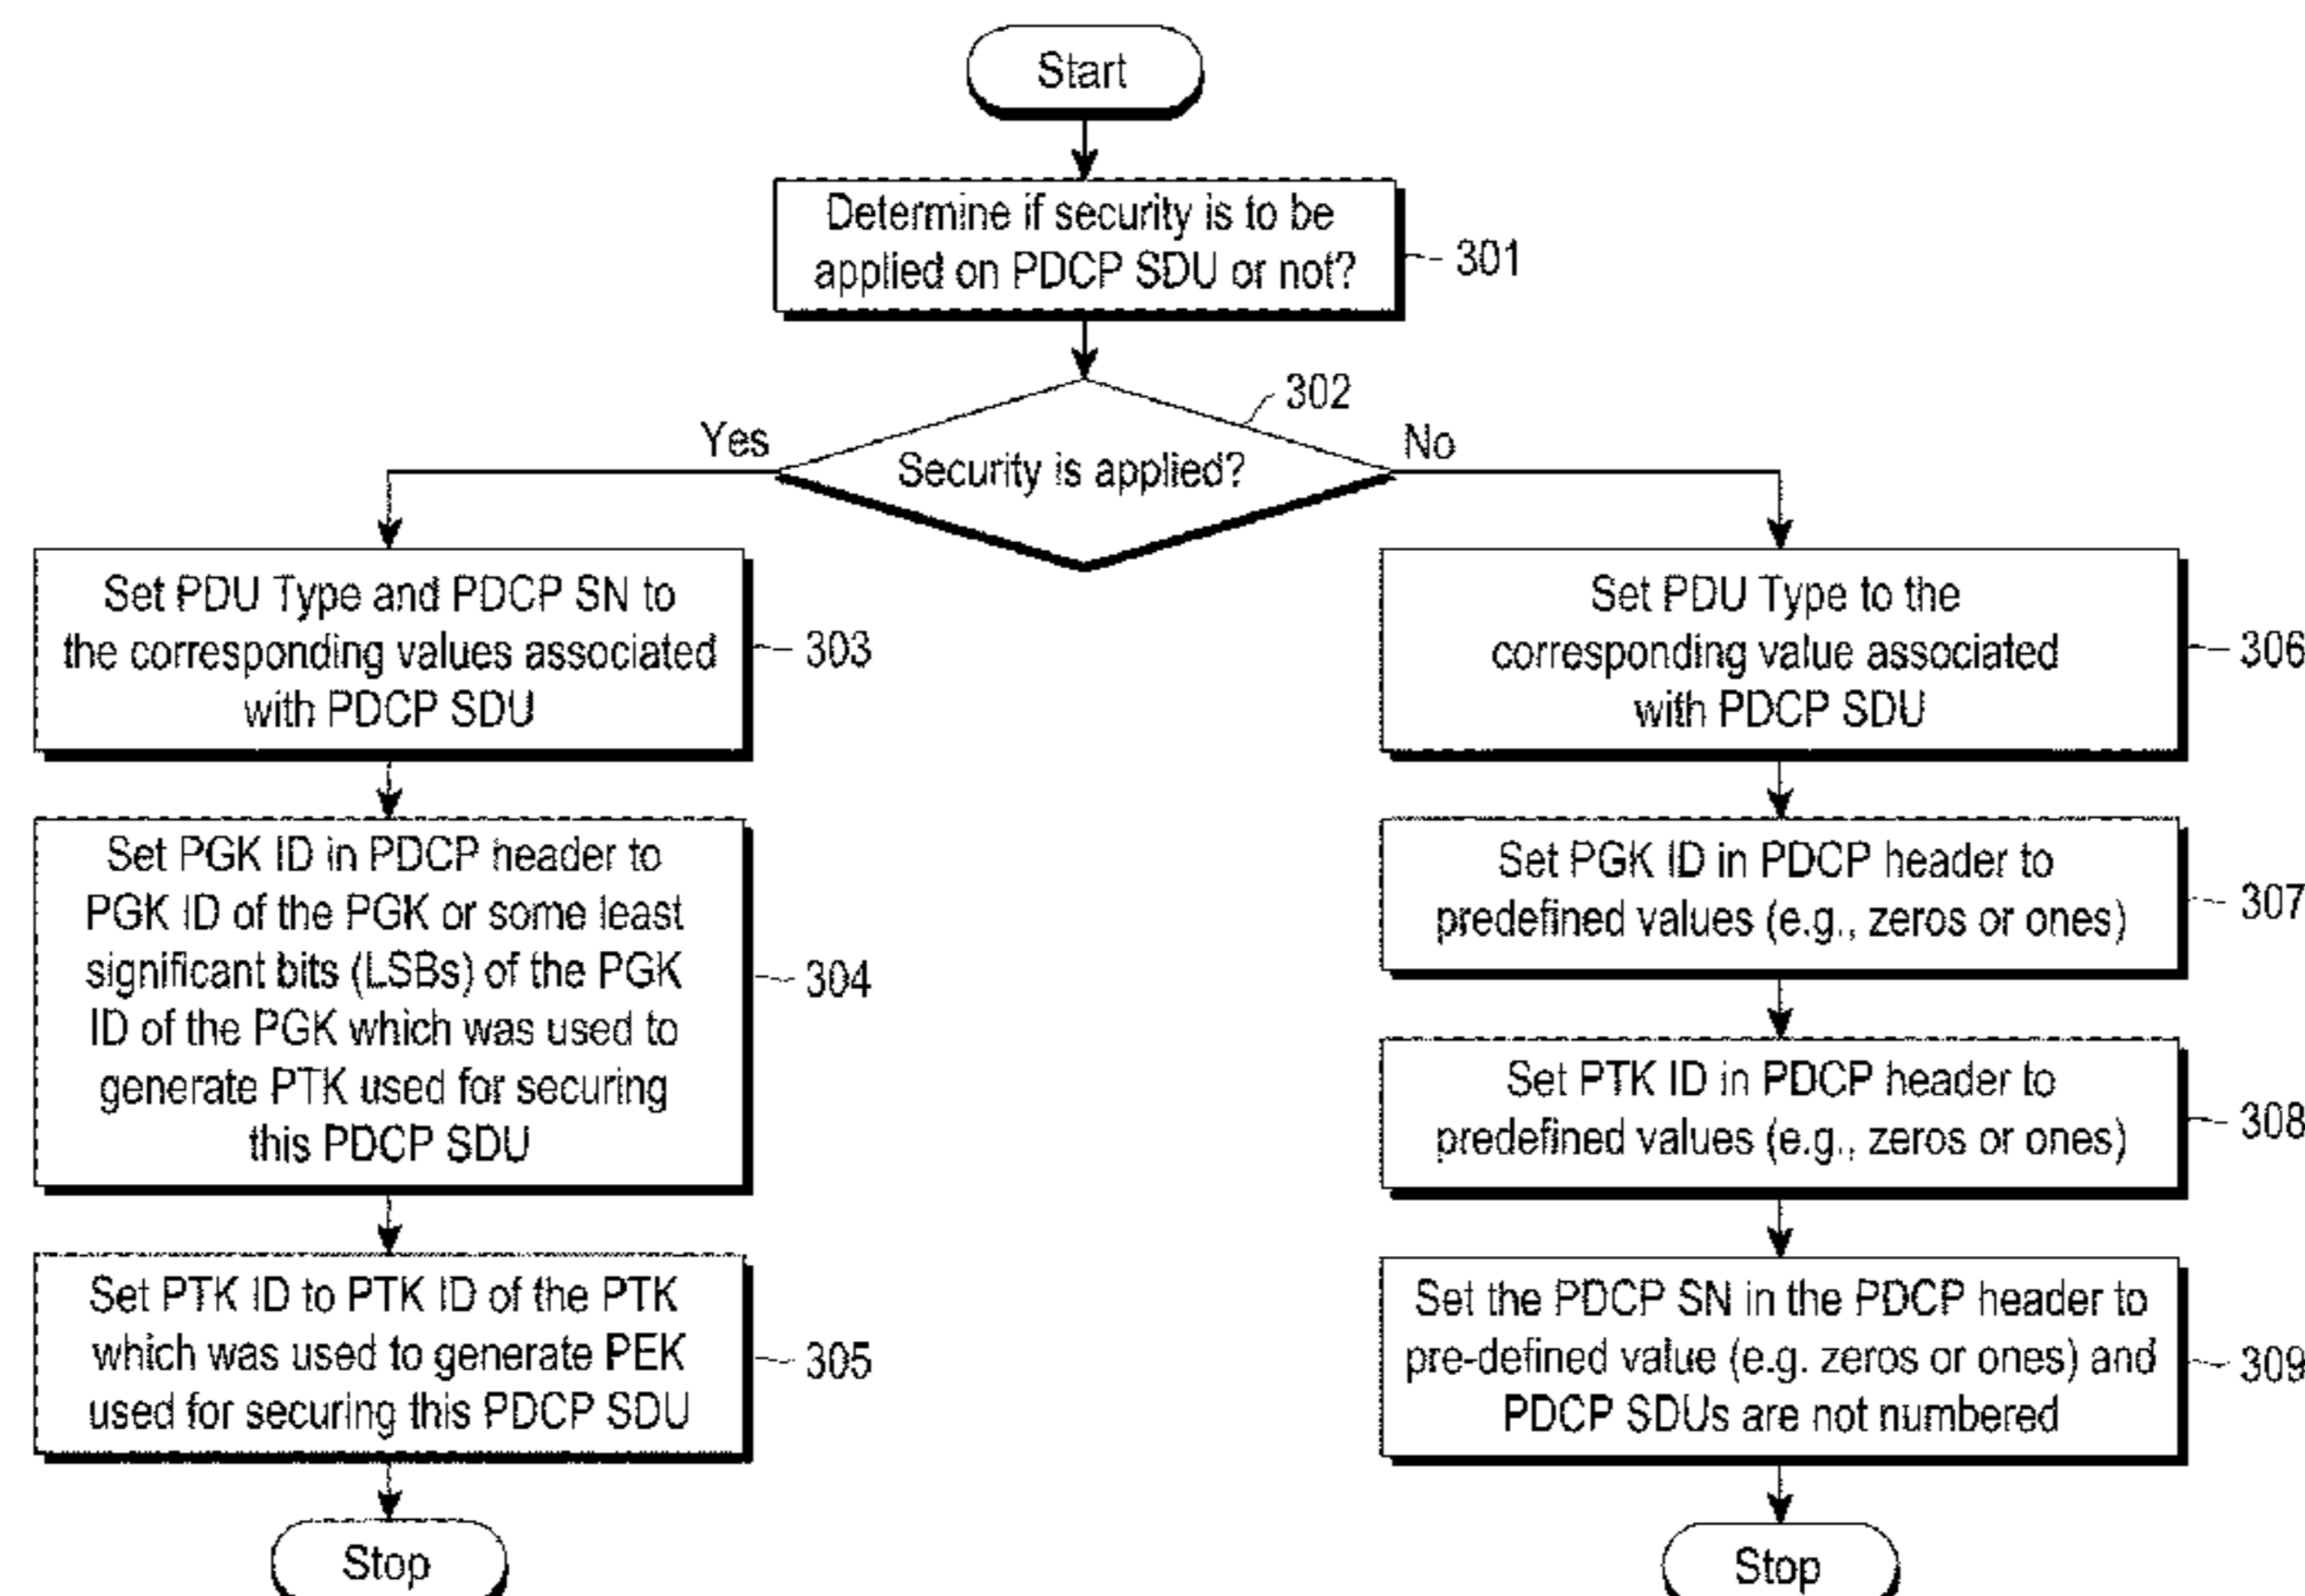 Start
Determine if security is to be
applied on PDCP SDU or not?
301
302
Yes
Security is applied?
No
Set PDU Type and PDCP SN to
the corresponding values associated
with PDCP SDU
303
Set PGK ID in PDCP header to
PGK ID of the PGK or some least
significant bits (LSBs) of the PGK
ID of the PGK which was used to
generate PTK used for securing
this PDCP SDU
304
Set PTK ID to PTK ID of the PTK
which was used to generate PEK
used for securing this PDCP SDU
305
Stop
Set PDU Type to the
corresponding value associated
with PDCP SDU
306
Set PGK ID in PDCP header to
predefined values (e.g., zeros or ones)
307
Set PTK ID in PDCP header to
predefined values (e.g., zeros or ones)
308
Set the PDCP SN in the PDCP header to
pre-defined value (e.g. zeros or ones) and
PDCP SDUs are not numbered
309
Stop